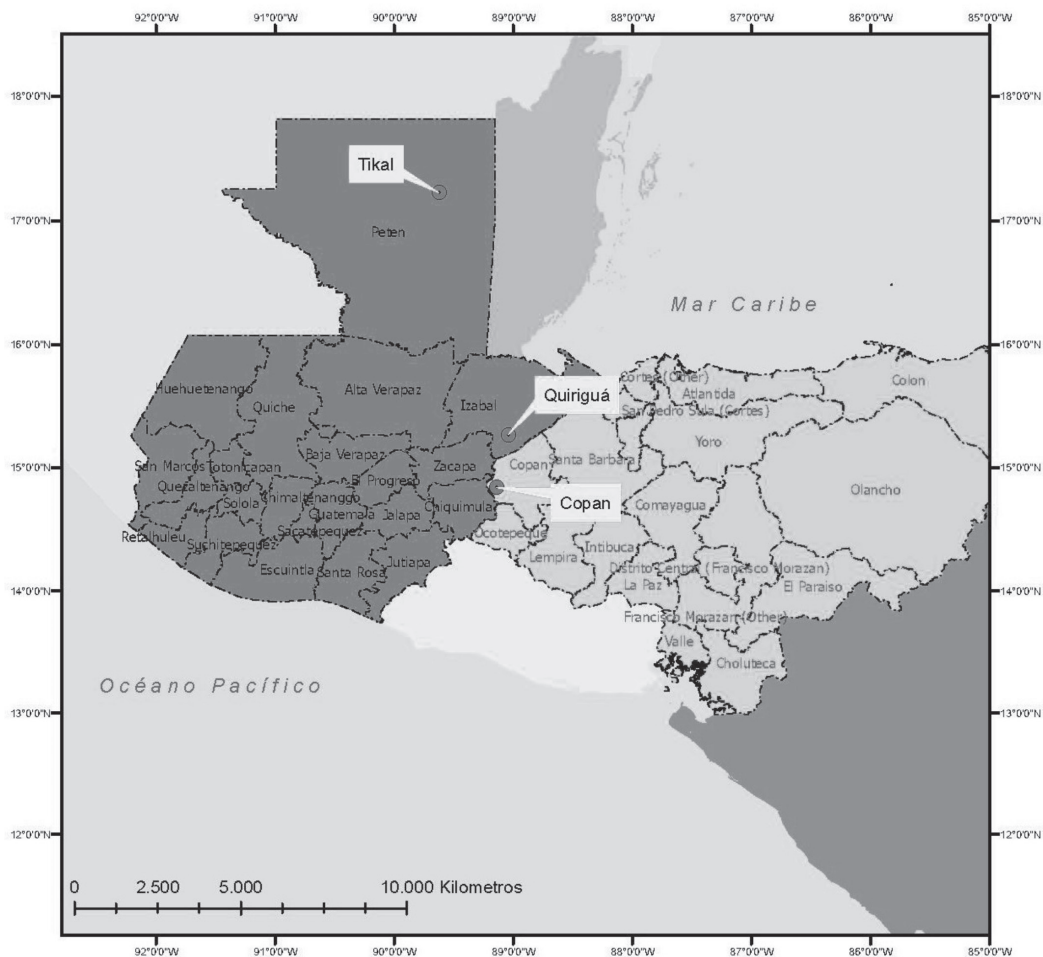 92°0'0"W 91°0'0"W 90°0'0"W 89°0'0"W 88°0'0"W 87°0'0"W 86°0'0"W 85°0'0"W
18°0'0"N 18°0'0"N
Tikal
17°0'0"N 17°0'0"N
Peten
Mar Caribe
16°0'0"N 16°0'0"N
Huehuetenango
Alta Verapaz
Quiche
Izabal
Quiriguá
Cortes (Other)
Atlantida
Colon
San Pedro Sula (Cortes)
Yoro
15°0'0"N 15°0'0"N
San Marcos
Totonicapan
Baja Verapaz
Zacapa
Copan
Santa Barbara
Quetzaltenango
El Progreso
Olancho
Solola
Chimaltenanggo
Chiquimula
Copan
Comayagua
Guatemala
Jalapa
Retalhuleu
Suchitepequez
Sacatepequez
Ocotepeque
Intibuca
Lempira
Escuintla
Santa Rosa
Jutiapa
Distrito Central (Francisco Morazan)
La Paz
El Paraiso
14°0'0"N 14°0'0"N
Francisco Morazan (Other)
Valle
Choluteca
Océano Pacífico
13°0'0"N 13°0'0"N
12°0'0"N 12°0'0"N
0 2.500 5.000 10.000 Kilometros
92°0'0"W 91°0'0"W 90°0'0"W 89°0'0"W 88°0'0"W 87°0'0"W 86°0'0"W 85°0'0"W